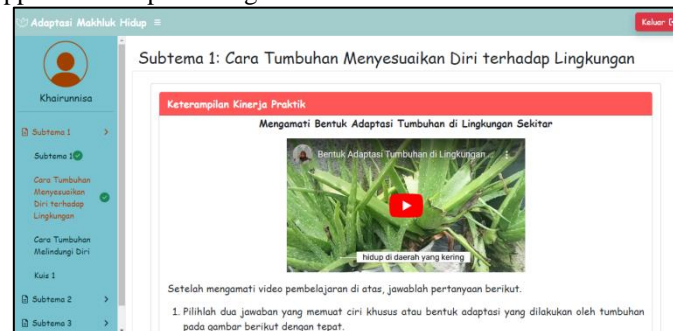 Adaptasi Makhluk Hidup
Keluar
Khairunnisa
Subtema 1
Subtema 1
Cara Tumbuhan
Menyesuaikan
Diri terhadap
Lingkungan
Cara Tumbuhan
Melindungi Diri
Kuis 1
Subtema 2
Subtema 3
Subtema 1: Cara Tumbuhan Menyesuaikan Diri terhadap Lingkungan
Keterampilan Kinerja Praktik
Mengamati Bentuk Adaptasi Tumbuhan di Lingkungan Sekitar
Bentuk Adaptasi Tumbuhan di Lingkungan...
hidup di daerah yang kering
Setelah mengamati video pembelajaran di atas, jawablah pertanyaan berikut.
1. Pilihlah dua jawaban yang memuat ciri khusus atau bentuk adaptasi yang dilakukan oleh tumbuhan
pada gambar berikut dengan tepat.